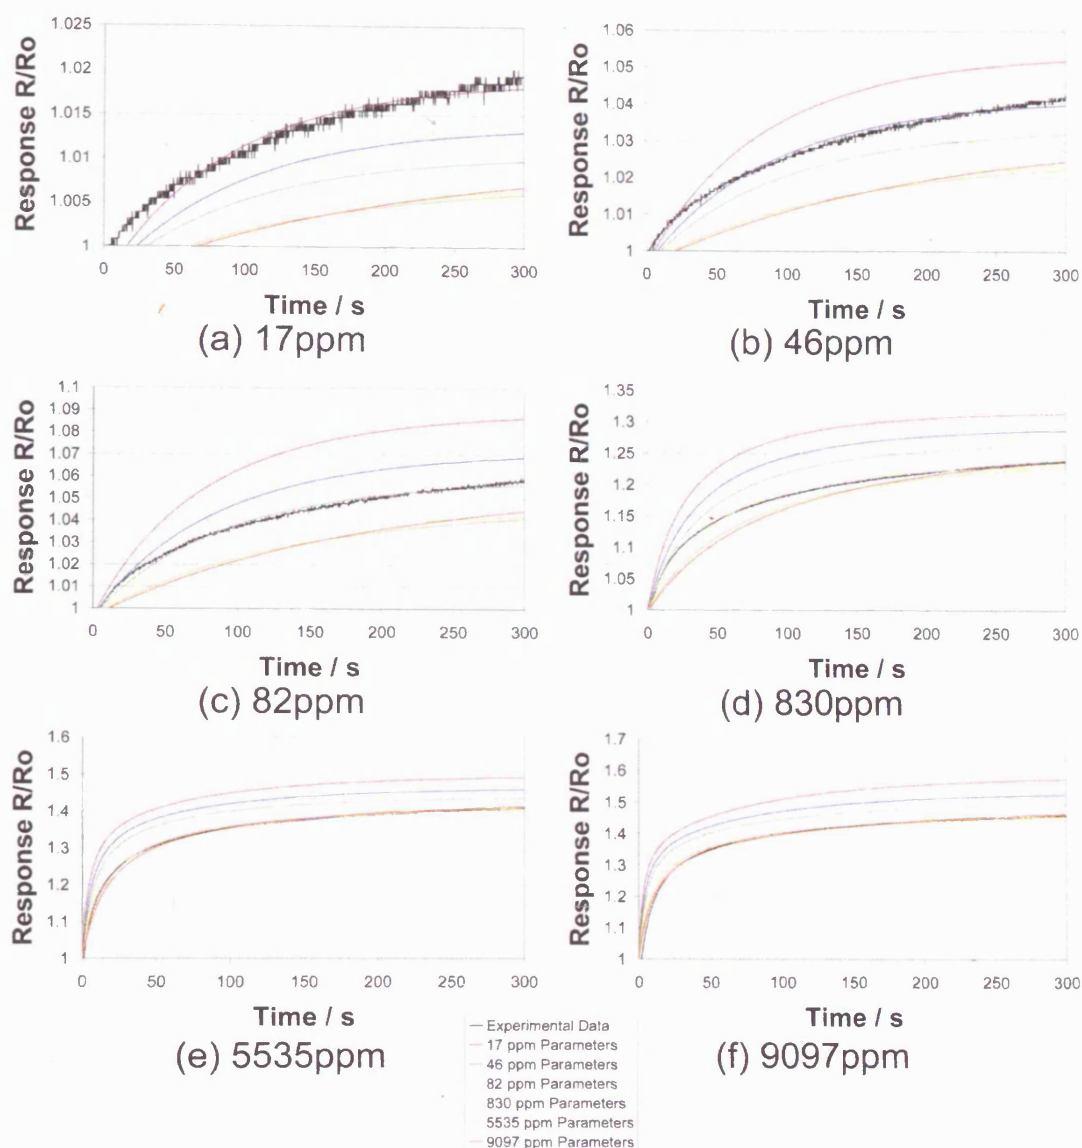 Response R/Ro
1.025
1.02
1.015
1.01
1.005
1
0 50 100 150 200 250 300
Time / s
(a) 17ppm
Response R/Ro
1.06
1.05
1.04
1.03
1.02
1.01
1
0 50 100 150 200 250 300
Time / s
(b) 46ppm
Response R/Ro
1.1
1.09
1.08
1.07
1.06
1.05
1.04
1.03
1.02
1.01
1
0 50 100 150 200 250 300
Time / s
(c) 82ppm
Response R/Ro
1.35
1.3
1.25
1.2
1.15
1.1
1.05
1
0 50 100 150 200 250 300
Time / s
(d) 830ppm
Response R/Ro
1.6
1.5
1.4
1.3
1.2
1.1
1
0 50 100 150 200 250 300
Time / s
(e) 5535ppm
Response R/Ro
1.7
1.6
1.5
1.4
1.3
1.2
1.1
1
0 50 100 150 200 250 300
Time / s
(f) 9097ppm
Experimental Data
17 ppm Parameters
46 ppm Parameters
82 ppm Parameters
830 ppm Parameters
5535 ppm Parameters
9097 ppm Parameters